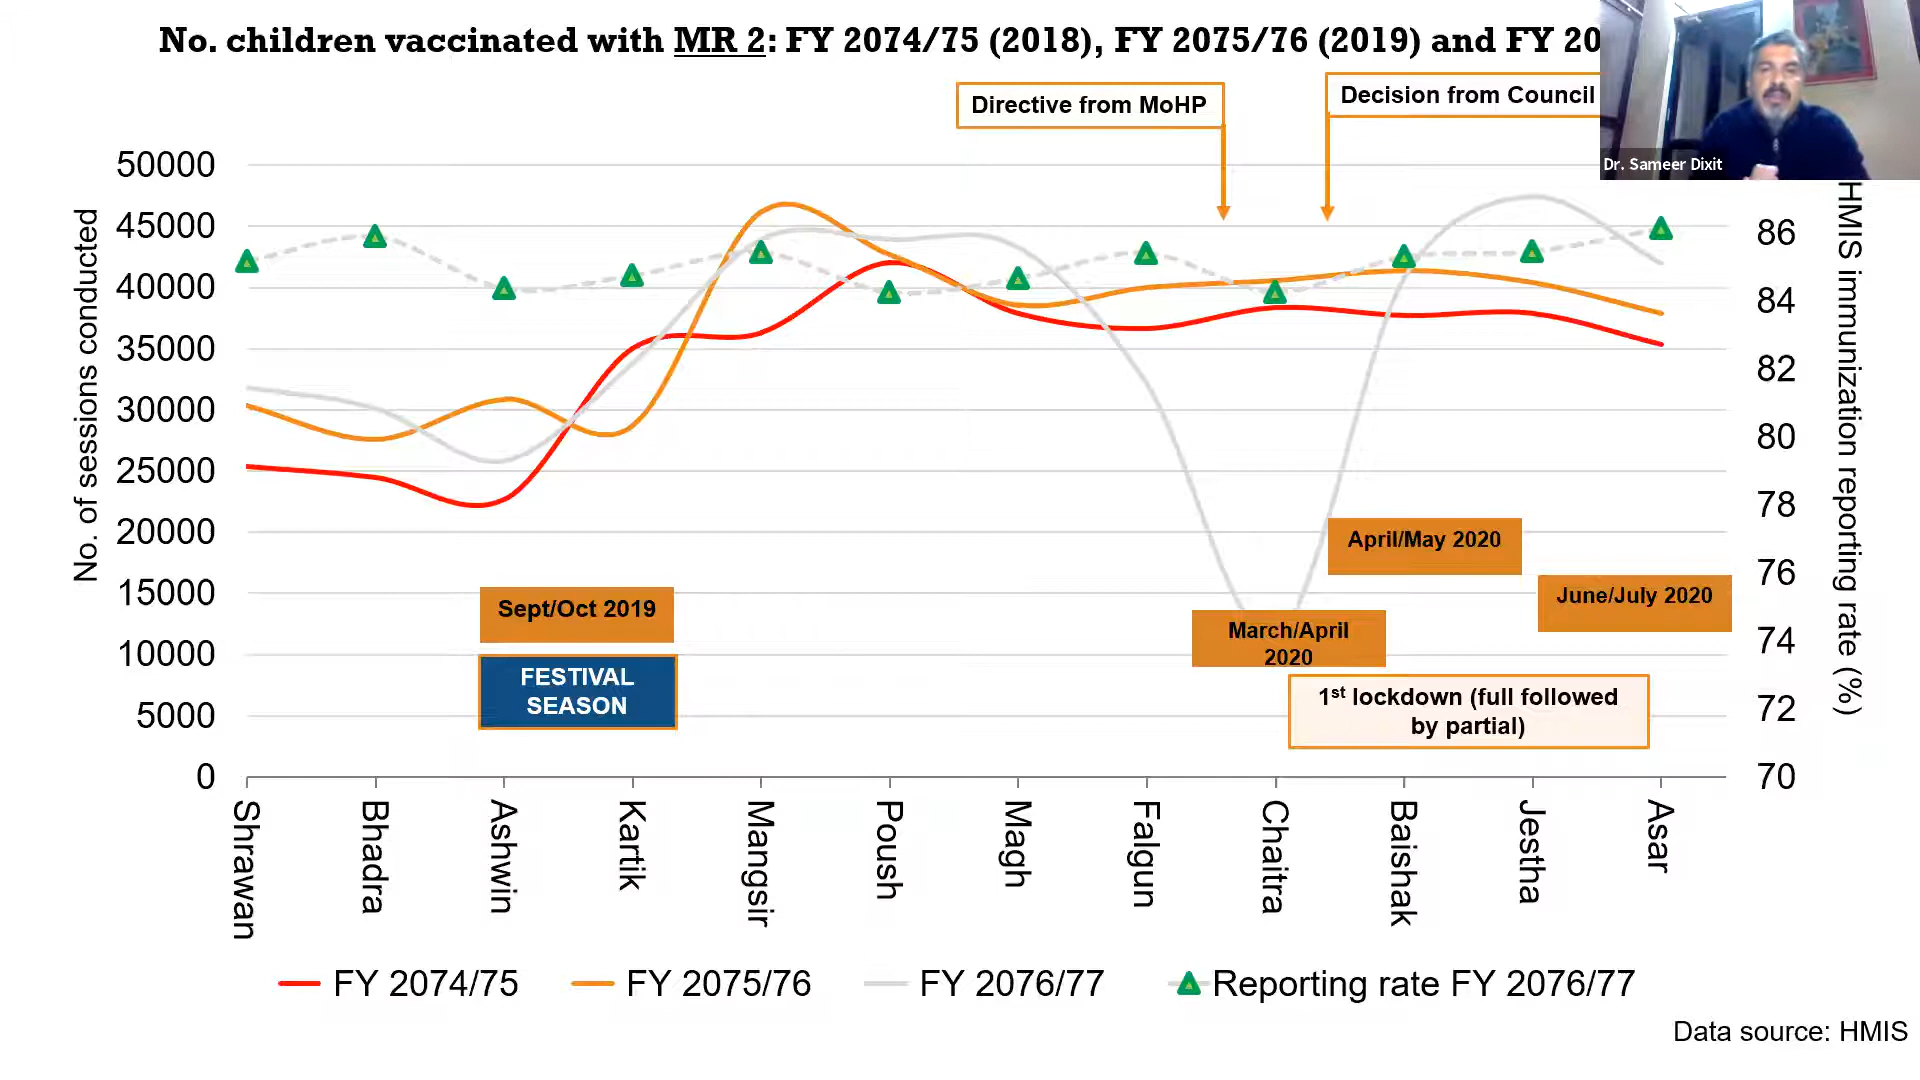 No. children vaccinated with MR 2: FY 2074/75 (2018), FY 2075/76 (2019) and FY 20
Directive from MoHP
Decision from Council
Dr. Sameer Dixit
No. of sessions conducted
50000
45000
40000
35000
30000
25000
20000
15000
10000
5000
0
HMIS immunization reporting rate (%)
86
84
82
80
78
76
74
72
70
Sept/Oct 2019
FESTIVAL
SEASON
April/May 2020
June/July 2020
March/April
2020
1st lockdown (full followed
by partial)
Shrawan
Bhadra
Ashwin
Kartik
Mangsir
Poush
Magh
Falgun
Chaitra
Baishak
Jestha
Asar
FY 2074/75
FY 2075/76
FY 2076/77
Reporting rate FY 2076/77
Data source: HMIS